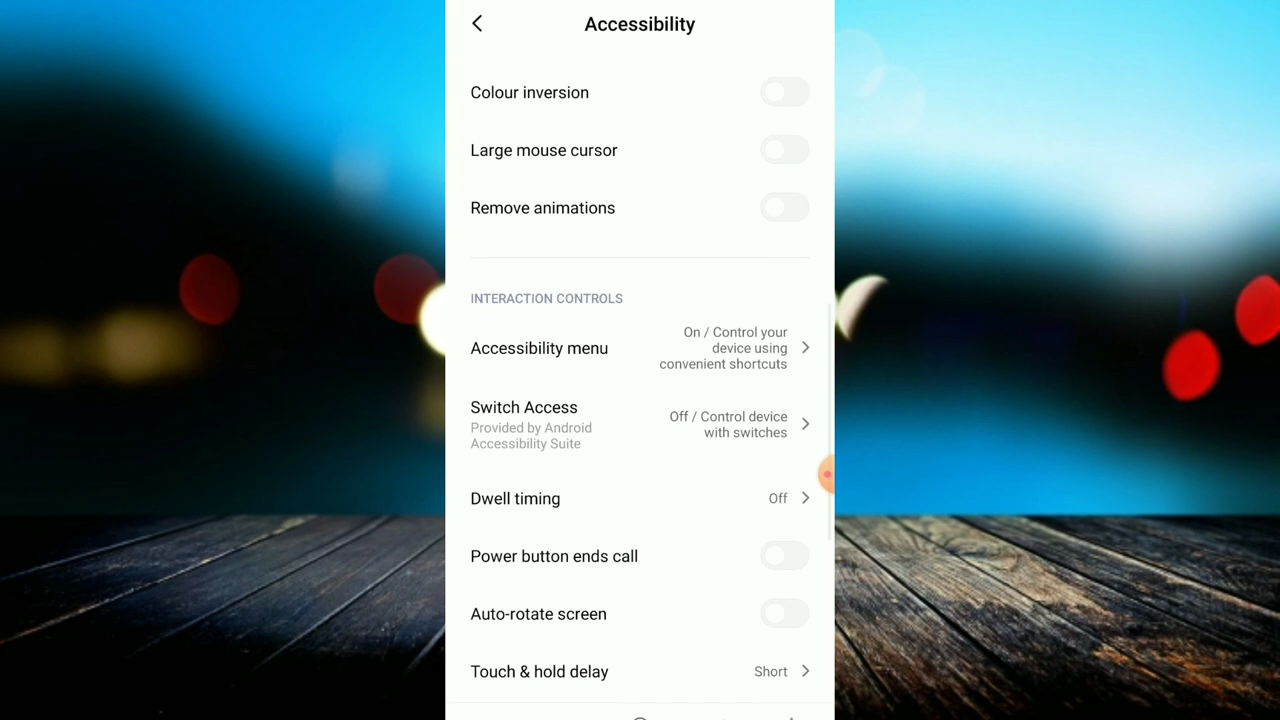 Accessibility
Colour inversion
Large mouse cursor
Remove animations
INTERACTION CONTROLS
Accessibility menu
On / Control your
device using
convenient shortcuts
Switch Access
Provided by Android
Accessibility Suite
Off / Control device
with switches
Dwell timing
Off
Power button ends call
Auto-rotate screen
Touch & hold delay
Short